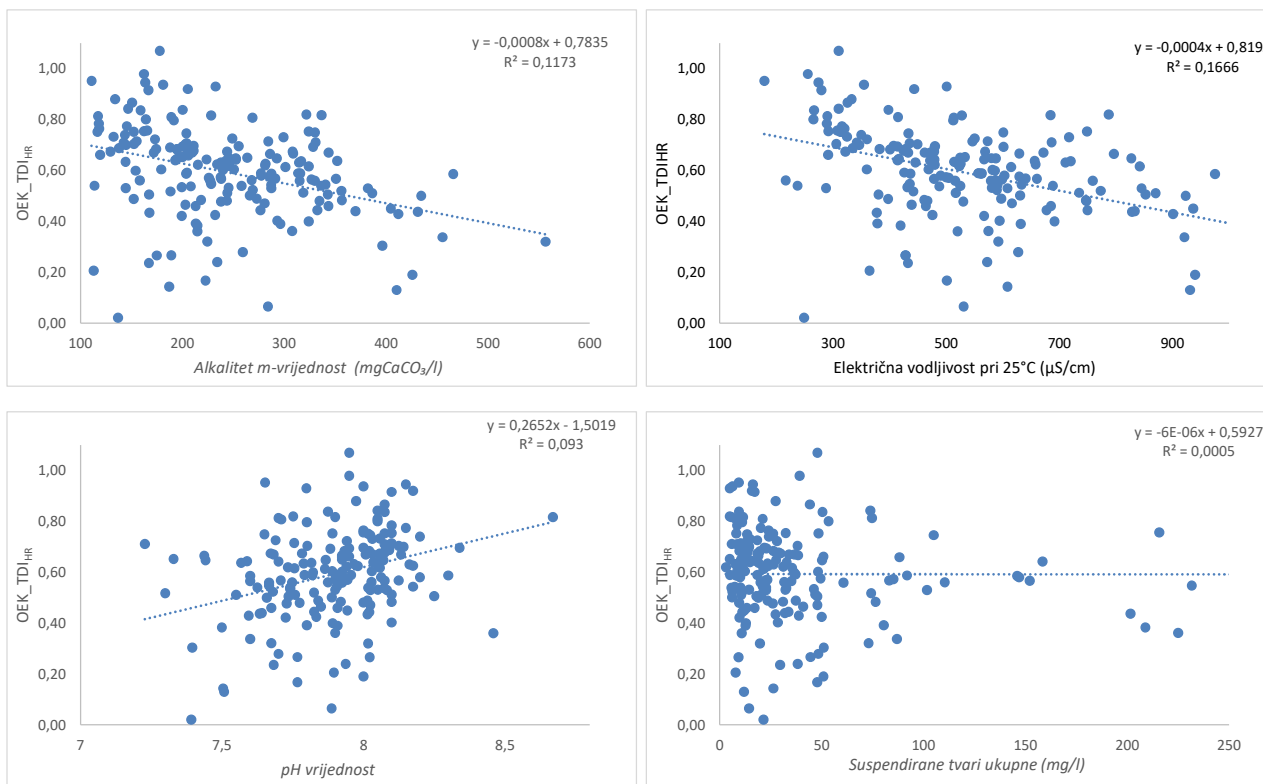 y = -0,0008x + 0,7835
R² = 0,1173
1,00
0,80
0,60
0,40
0,20
0,00
OEK_TDI_HR
100 200 300 400 500 600
Alkalitet m-vrijednost (mgCaCO₃/l)
y = -0,0004x + 0,819
R² = 0,1666
1,00
0,80
0,60
0,40
0,20
0,00
OEK_TDIHR
100 300 500 700 900
Električna vodljivost pri 25°C (µS/cm)
y = 0,2652x - 1,5019
R² = 0,093
1,00
0,80
0,60
0,40
0,20
0,00
OEK_TDI_HR
7 7,5 8 8,5
pH vrijednost
y = -6E-06x + 0,5927
R² = 0,0005
1,00
0,80
0,60
0,40
0,20
0,00
OEK_TDI_HR
0 50 100 150 200 250
Suspendirane tvari ukupne (mg/l)